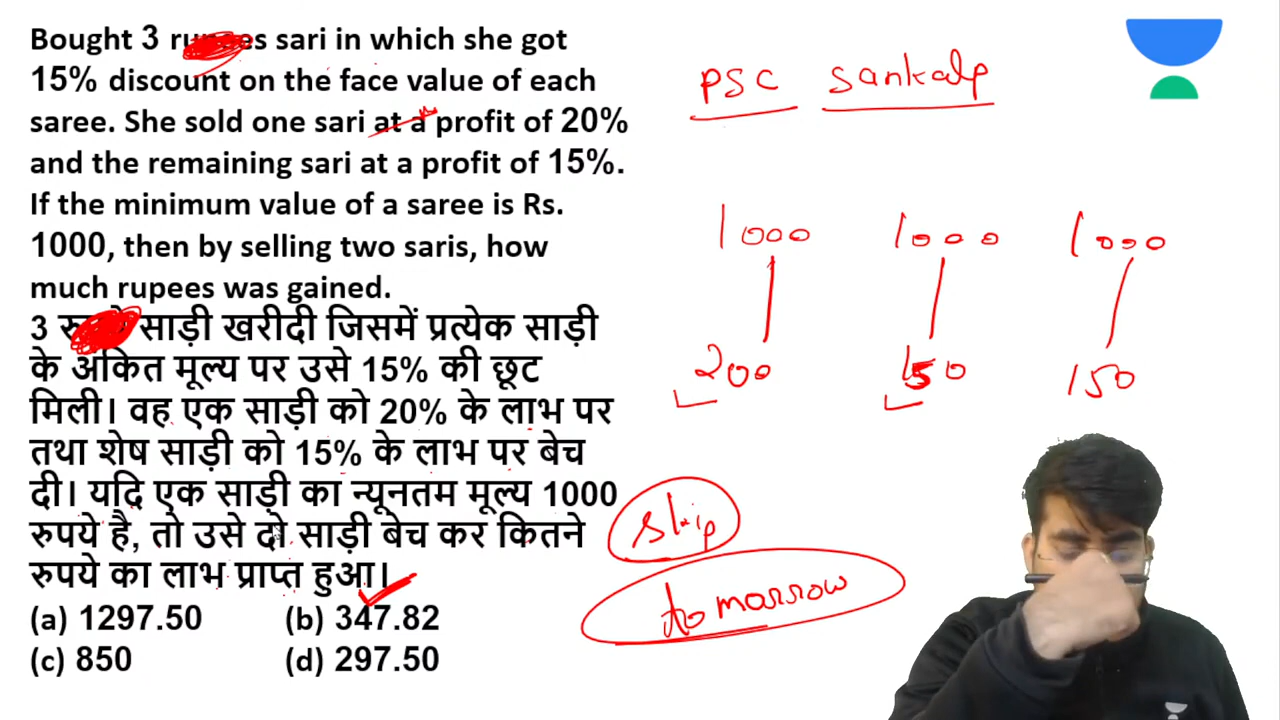 Bought 3 rupees sari in which she got
15% discount on the face value of each
saree. She sold one sari at a profit of 20%
and the remaining sari at a profit of 15%.
If the minimum value of a saree is Rs.
1000, then by selling two saris, how
much rupees was gained.
3 साड़ी खरीदी जिसमें प्रत्येक साड़ी
के अंकित मूल्य पर उसे 15% की छूट
मिली। वह एक साड़ी को 20% के लाभ पर
तथा शेष साड़ी को 15% के लाभ पर बेच
दी। यदि एक साड़ी का न्यूनतम मूल्य 1000
रुपये है, तो उसे दो साड़ी बेच कर कितने
रुपये का लाभ प्राप्त हुआ।
(a) 1297.50 (b) 347.82
(c) 850 (d) 297.50
PSC sankalp
1000 1000 1000
200 150 150
skip
tomorrow